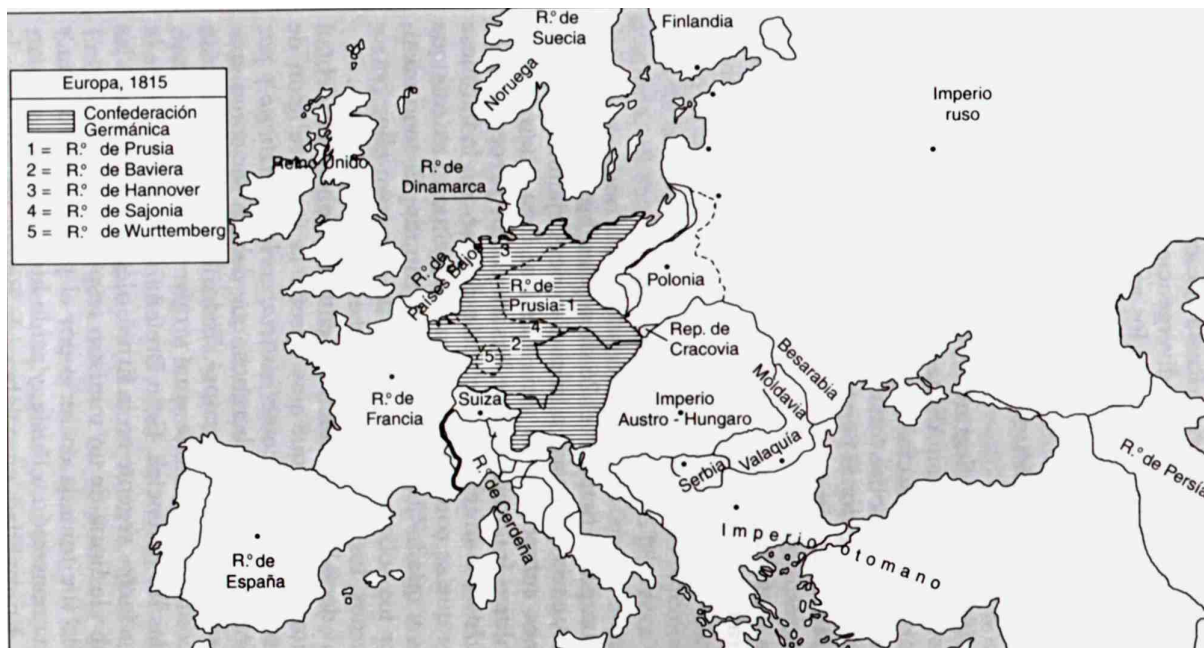 Europa, 1815
Confederación
Germánica
1 = R.º de Prusia
2 = R.º de Baviera
3 = R.º de Hannover
4 = R.º de Sajonia
5 = R.º de Wurttemberg
R.º de
Suecia
Finlandia
Noruega
Imperio
ruso
Reino Unido
R.º de
Dinamarca
R.º de
Países Bajos
3
R.º de
Prusia 1
Polonia
4
2
5
Rep. de
Cracovia
Besarabia
Moldavia
Suiza
R.º de
Francia
Imperio
Austro - Hungaro
Serbia
Valaquía
R.º de Persia
R.º de Cerdeña
Imperio otomano
R.º de
España